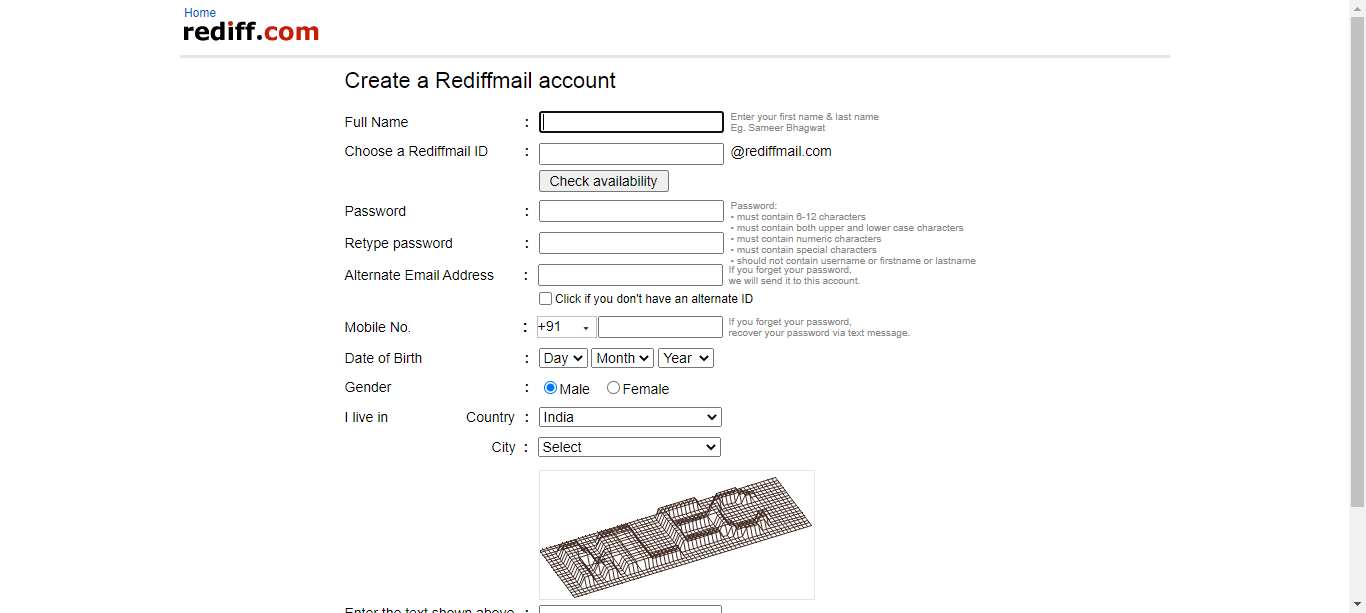 Home
rediff.com
Create a Rediffmail account
Full Name : Enter your first name & last name
Eg. Sameer Bhagwat
Choose a Rediffmail ID : @rediffmail.com
Check availability
Password : Password:
• must contain 6-12 characters
• must contain both upper and lower case characters
Retype password : • must contain numeric characters
• must contain special characters
• should not contain username or firstname or lastname
Alternate Email Address : If you forget your password,
we will send it to this account.
Click if you don't have an alternate ID
Mobile No. : +91 If you forget your password,
recover your password via text message.
Date of Birth : Day Month Year
Gender : Male Female
I live in Country : India
City : Select
Enter the text shown above :